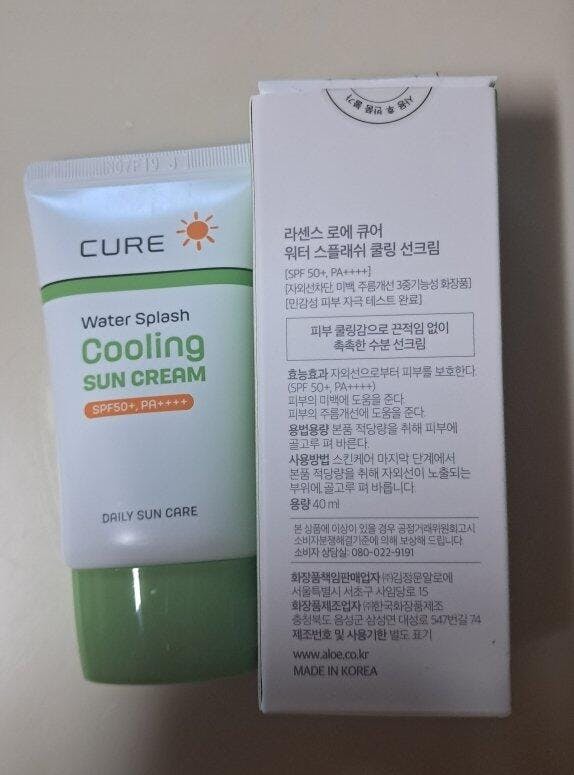 CURE
Water Splash
Cooling
SUN CREAM
SPF50+, PA++++
DAILY SUN CARE
사용 후 반품 불가
라센스 로에 큐어
워터 스플래쉬 쿨링 선크림
[SPF 50+, PA++++]
[자외선차단, 미백, 주름개선 3중기능성 화장품]
[민감성 피부 자극 테스트 완료]
피부 쿨링감으로 끈적임 없이
촉촉한 수분 선크림
효능효과 자외선으로부터 피부를 보호한다.
(SPF 50+, PA++++)
피부의 미백에 도움을 준다.
피부의 주름개선에 도움을 준다.
용법용량 본품 적당량을 취해 피부에
골고루 펴 바른다.
사용방법 스킨케어 마지막 단계에서
본품 적당량을 취해 자외선이 노출되는
부위에 골고루 펴 바릅니다.
용량 40 ml
본 상품에 이상이 있을 경우 공정거래위원회고시
소비자분쟁해결기준에 의해 보상해 드립니다.
소비자 상담실: 080-022-9191
화장품책임판매업자 ㈜김정문알로에
서울특별시 서초구 사임당로 15
화장품제조업자 ㈜한국화장품제조
충청북도 음성군 삼성면 대성로 547번길 74
제조번호 및 사용기한 별도 표기
www.aloe.co.kr
MADE IN KOREA